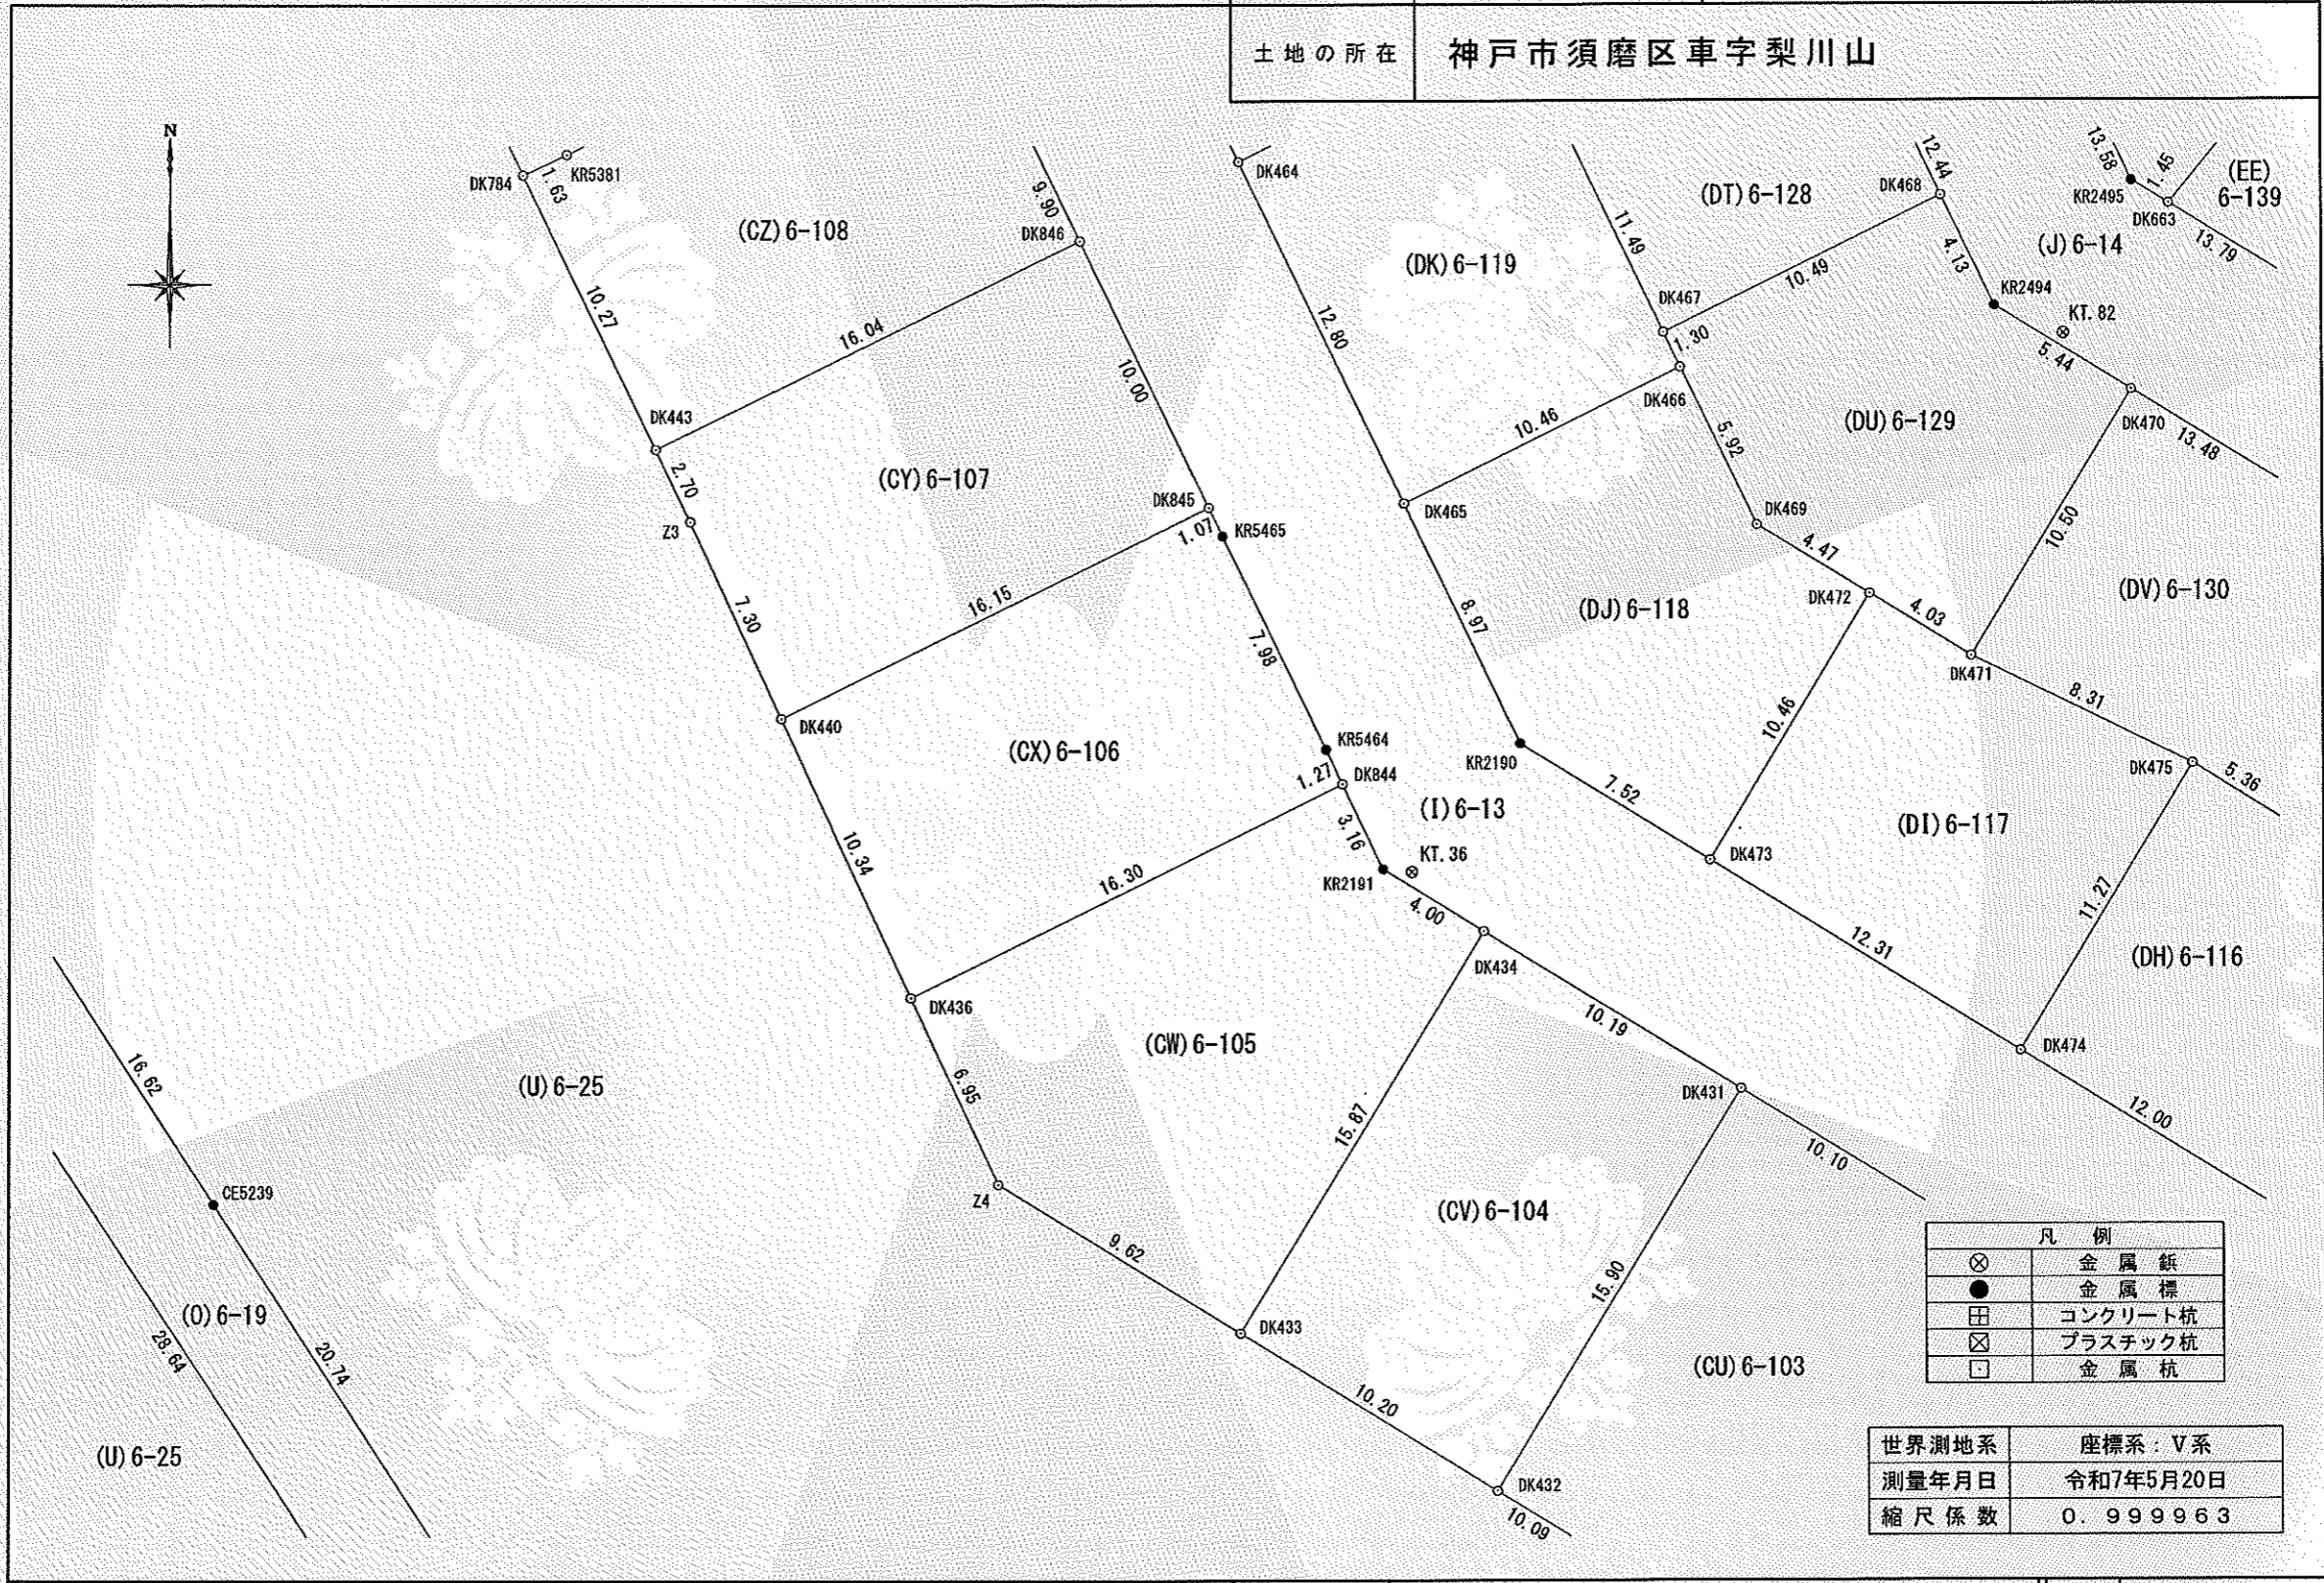 土地の所在 神戸市須磨区車字梨川山
N
DK784
1.63
KR5381
(CZ)6-108
9.90
DK846
DK464
(DK)6-119
11.49
(DT)6-128
DK468
12.44
13.58
1.45
KR2495
DK663
(EE)
6-139
13.79
(J)6-14
4.13
KR2494
KT.82
5.44
10.49
DK467
1.30
10.27
16.04
10.00
12.80
DK443
2.70
Z3
(CY)6-107
DK845
1.07
KR5465
10.46
DK466
5.92
(DU)6-129
DK470
13.48
DK465
DK469
4.47
10.50
7.30
16.15
7.98
8.97
(DJ)6-118
DK472
4.03
(DV)6-130
DK471
8.31
DK440
(CX)6-106
KR5464
1.27
DK844
KR2190
10.46
DK475
5.36
3.16
(I)6-13
7.52
(DI)6-117
10.34
16.30
KT.36
KR2191
4.00
DK473
11.27
DK434
12.31
(DH)6-116
DK436
10.19
(CW)6-105
DK474
16.62
(U)6-25
6.95
DK431
12.00
15.87
10.10
CE5239
Z4
(CV)6-104
9.62
15.90
(O)6-19
28.64
20.74
DK433
(CU)6-103
10.20
(U)6-25
DK432
10.09
凡例
⊗ 金属鋲
● 金属標
田 コンクリート杭
⊠ プラスチック杭
⊡ 金属杭
世界測地系 座標系：Ⅴ系
測量年月日 令和7年5月20日
縮尺係数 0.999963